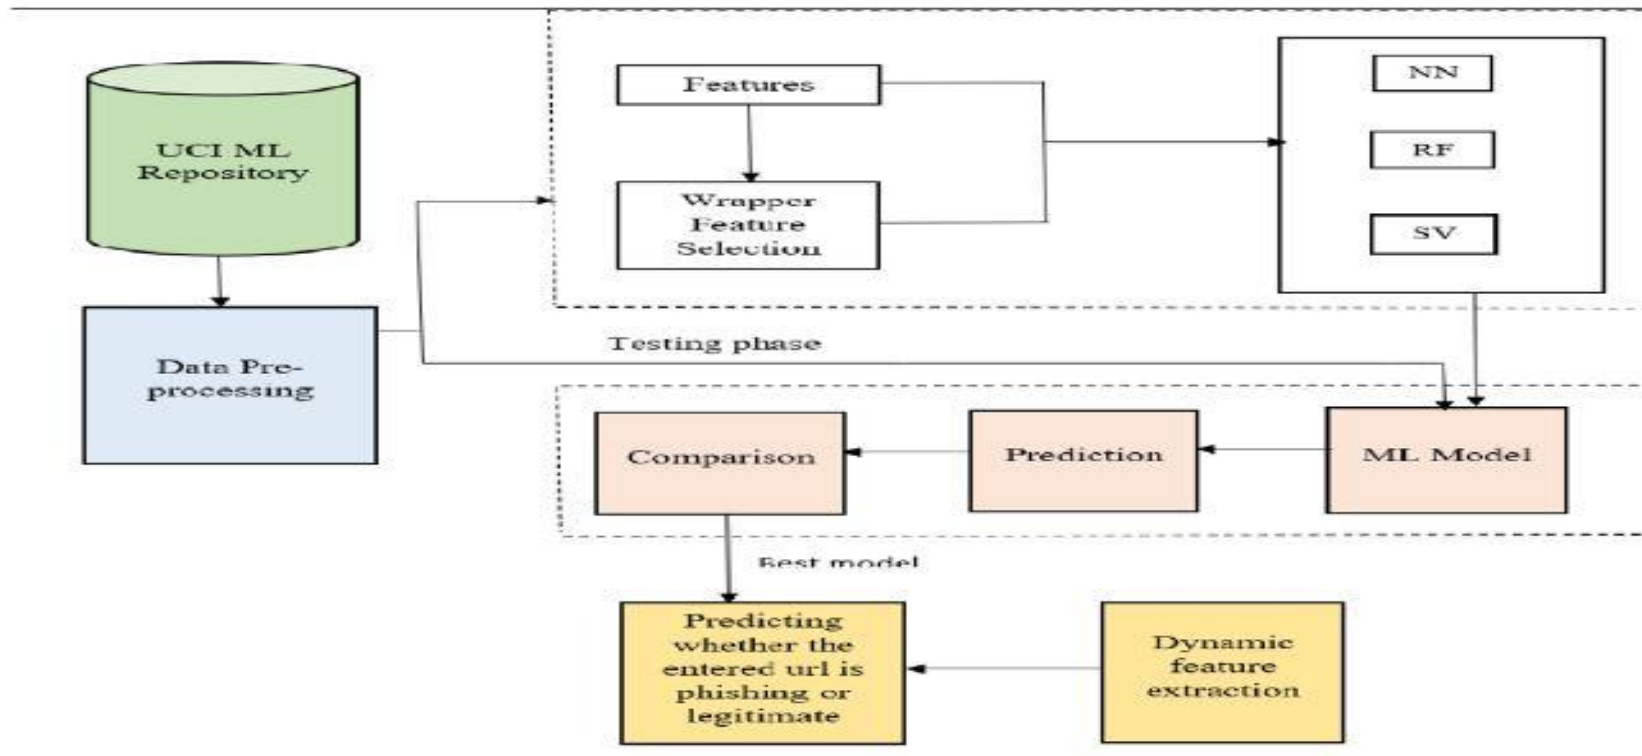 UCI ML
Repository
Data Pre-
processing
Features
Wrapper
Feature
Selection
NN
RF
SV
Testing phase
Comparison
Prediction
ML Model
Best model
Predicting
whether the
entered url is
phishing or
legitimate
Dynamic
feature
extraction